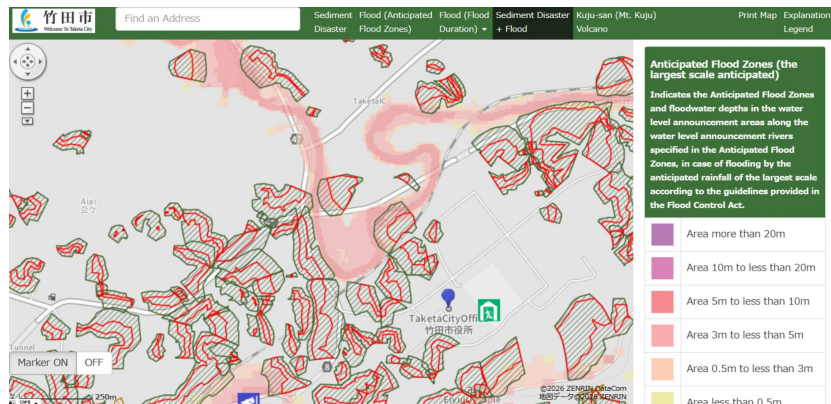 竹田市
Welcome To Taketa City
Find an Address
Sediment Disaster
Flood (Anticipated Flood Zones)
Flood (Flood Duration)
Sediment Disaster + Flood
Kuju-san (Mt. Kuju) Volcano
Print Map
Explanation Legend
Anticipated Flood Zones (the
largest scale anticipated)
Indicates the Anticipated Flood Zones
and floodwater depths in the water
level announcement areas along the
water level announcement rivers
specified in the Anticipated Flood
Zones, in case of flooding by the
anticipated rainfall of the largest scale
according to the guidelines provided in
the Flood Control Act.
Area more than 20m
Area 10m to less than 20m
Area 5m to less than 10m
Area 3m to less than 5m
Area 0.5m to less than 3m
Area less than 0.5m
Aiai
会々
TaketaCityOffi
竹田市役所
Tunnel
Marker ON
OFF
250m
©2026 ZENRIN DataCom
地図データ©2026 ZENRIN